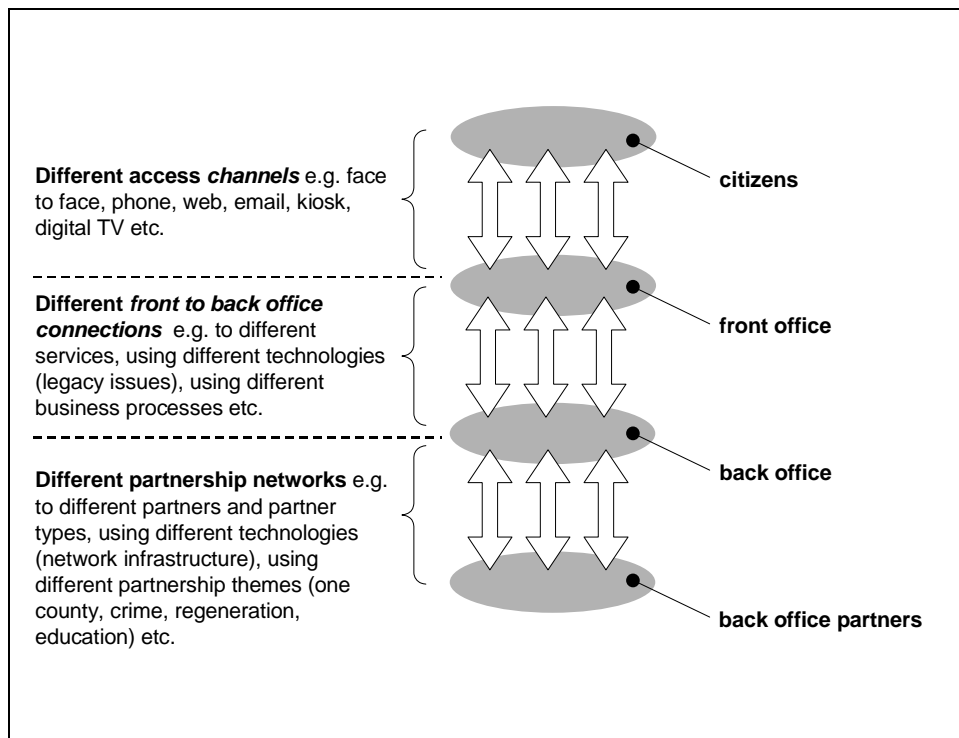 Different access channels e.g. face
to face, phone, web, email, kiosk,
digital TV etc.
citizens
Different front to back office
connections e.g. to different
services, using different technologies
(legacy issues), using different
business processes etc.
front office
Different partnership networks e.g.
to different partners and partner
types, using different technologies
(network infrastructure), using
different partnership themes (one
county, crime, regeneration,
education) etc.
back office
back office partners